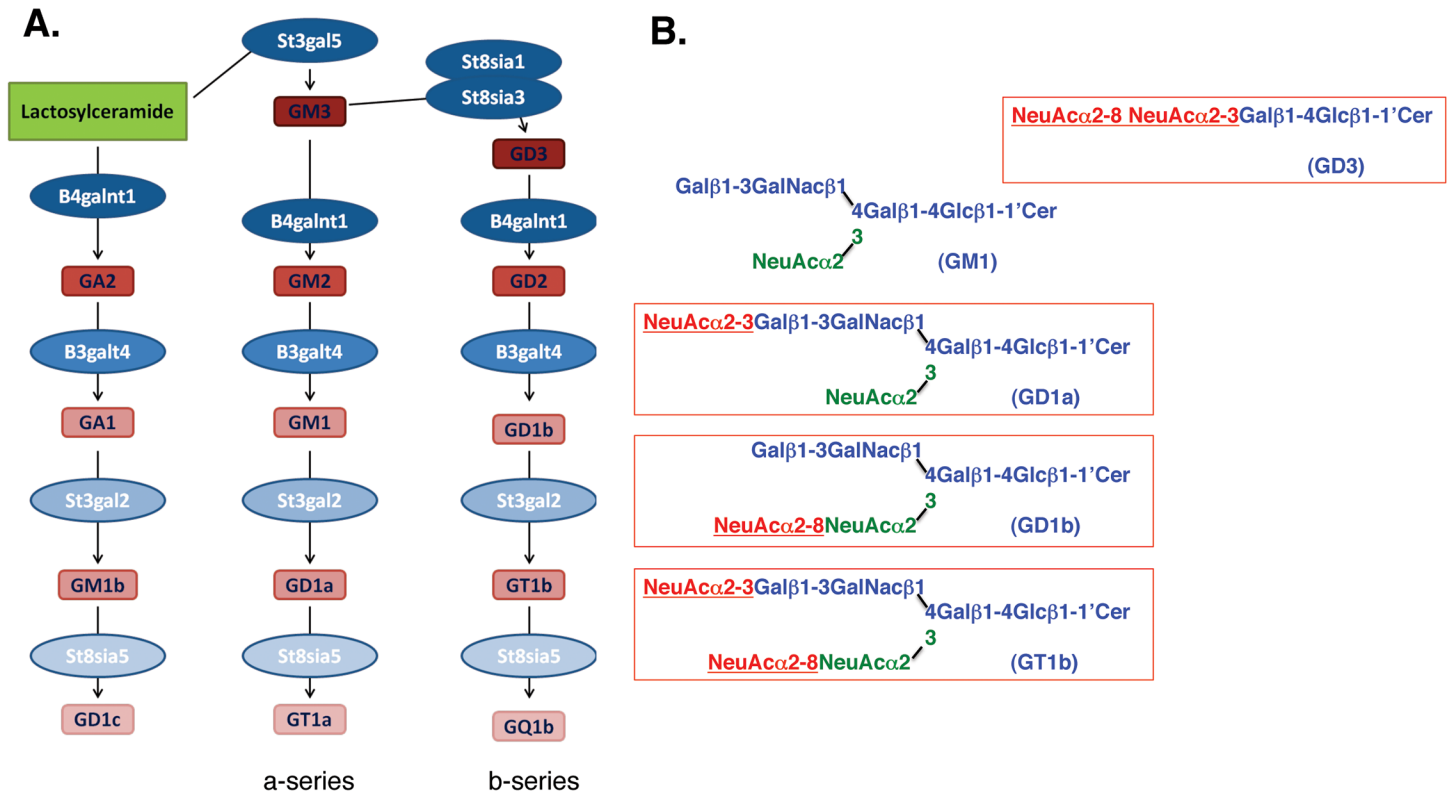 A.
St3gal5
St8sia1
St8sia3
Lactosylceramide
GM3
GD3
B4galnt1
B4galnt1
B4galnt1
GA2
GM2
GD2
B3galt4
B3galt4
B3galt4
GA1
GM1
GD1b
St3gal2
St3gal2
St3gal2
GM1b
GD1a
GT1b
St8sia5
St8sia5
St8sia5
GD1c
GT1a
GQ1b
a-series
b-series
B.
NeuAcα2-8 NeuAcα2-3Galβ1-4Glcβ1-1’Cer
(GD3)
Galβ1-3GalNacβ1
4Galβ1-4Glcβ1-1’Cer
3
NeuAcα2
(GM1)
NeuAcα2-3Galβ1-3GalNacβ1
4Galβ1-4Glcβ1-1’Cer
3
NeuAcα2
(GD1a)
Galβ1-3GalNacβ1
4Galβ1-4Glcβ1-1’Cer
3
NeuAcα2-8NeuAcα2
(GD1b)
NeuAcα2-3Galβ1-3GalNacβ1
4Galβ1-4Glcβ1-1’Cer
3
NeuAcα2-8NeuAcα2
(GT1b)